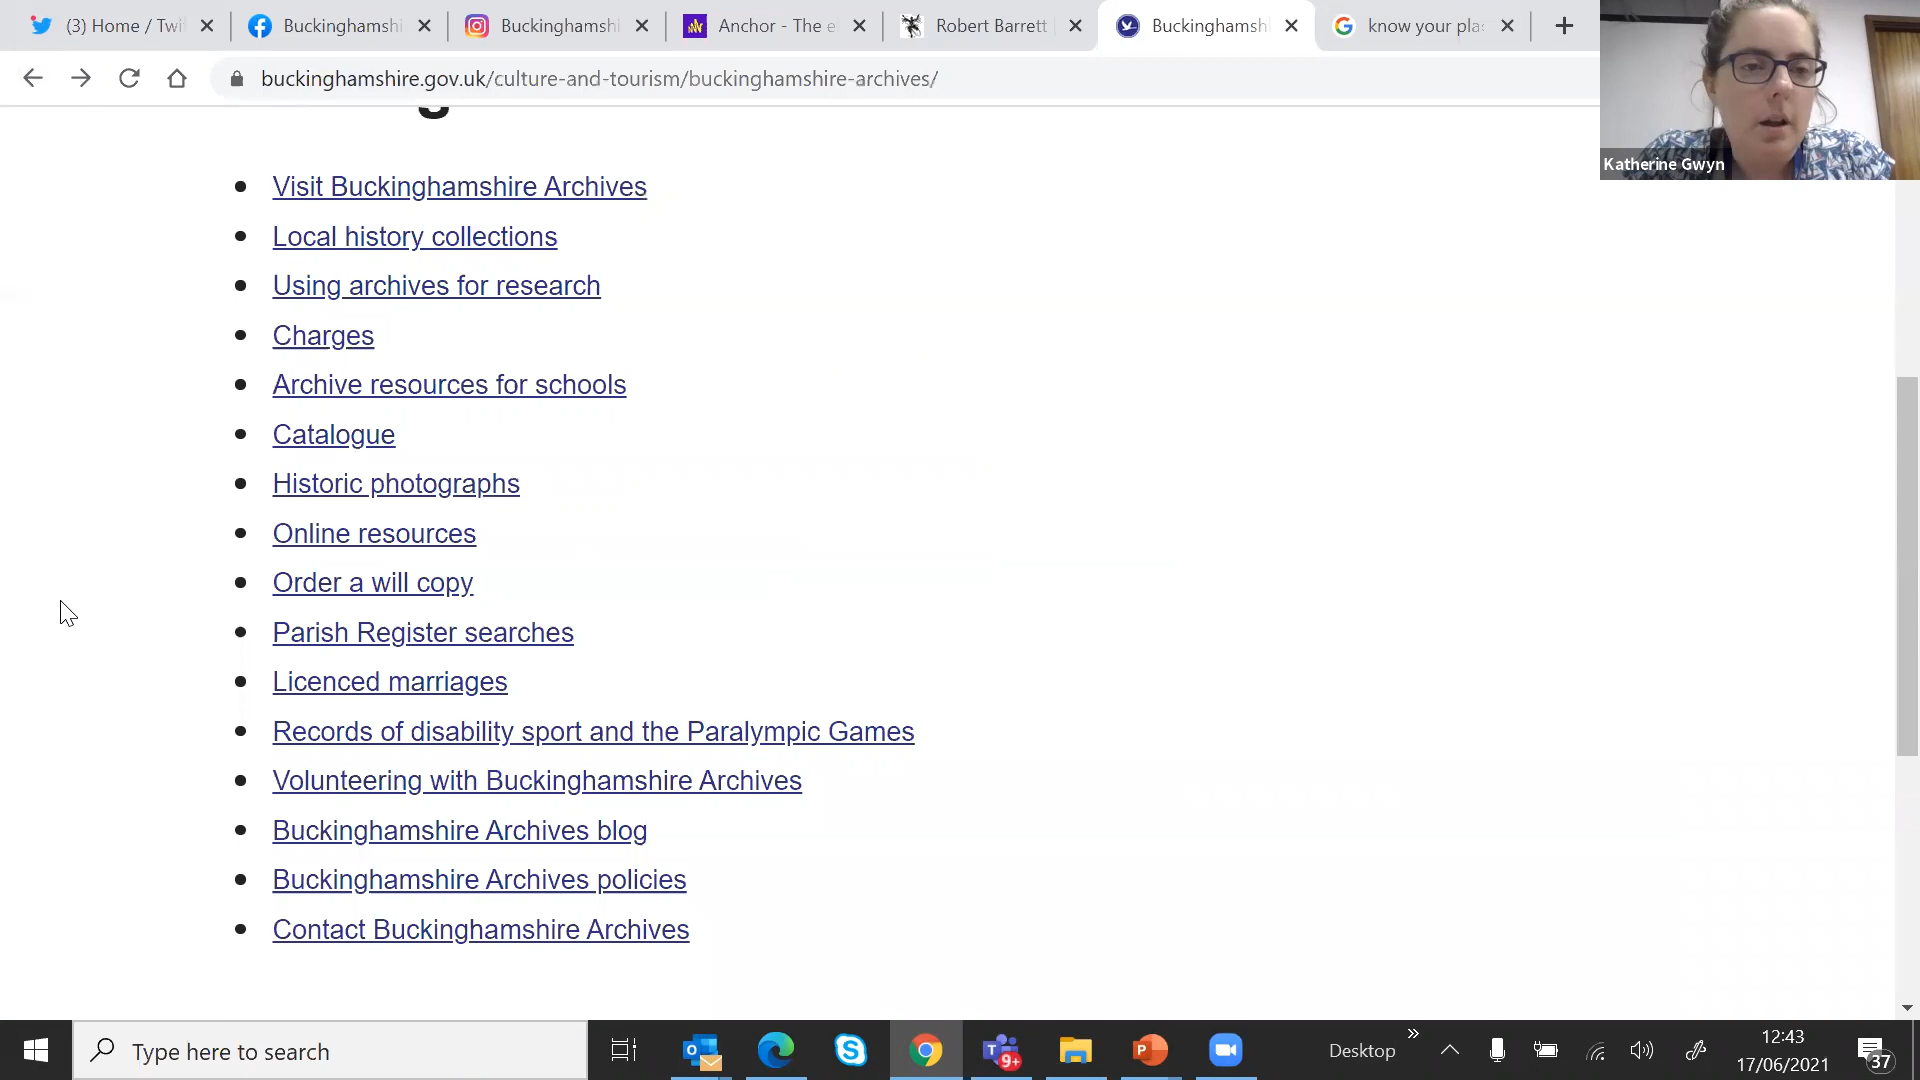 (3) Home / Twi
Buckinghamshi
Buckinghamshi
Anchor - The e
Robert Barrett
Buckinghamshi
know your pla
buckinghamshire.gov.uk/culture-and-tourism/buckinghamshire-archives/
Katherine Gwyn
Visit Buckinghamshire Archives
Local history collections
Using archives for research
Charges
Archive resources for schools
Catalogue
Historic photographs
Online resources
Order a will copy
Parish Register searches
Licenced marriages
Records of disability sport and the Paralympic Games
Volunteering with Buckinghamshire Archives
Buckinghamshire Archives blog
Buckinghamshire Archives policies
Contact Buckinghamshire Archives
Type here to search
9+
Desktop
12:43
17/06/2021
37